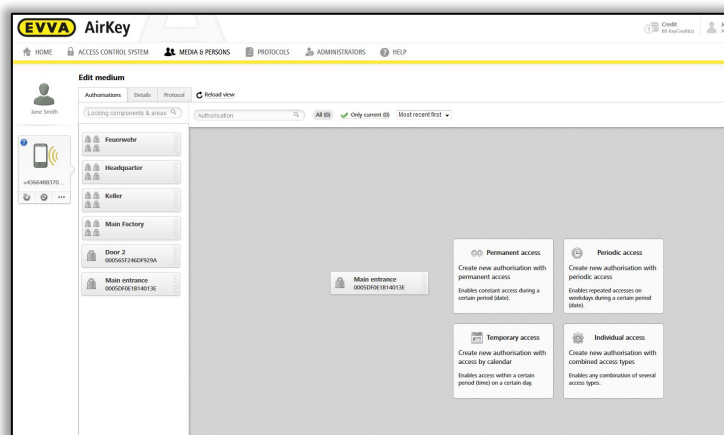 EVVA AirKey
Credit
All KeyCredit(s)
HOME ACCESS CONTROL SYSTEM MEDIA & PERSONS PROTOCOLS ADMINISTRATORS HELP
Edit medium
Jane Smith
Authorisations Details Protocol Reload view
Locking components & areas
Authorisation All (0) Only current (0) Most recent first
+4366488370...
Feuerwehr
Headquarter
Keller
Main Factory
Door 2
000565F246DF929A
Main entrance
0005DF0E1814013E
Main entrance
0005DF0E1814013E
Permanent access
Create new authorisation with
permanent access
Enables constant access during a
certain period (date).
Periodic access
Create new authorisation with
periodic access
Enables repeated accesses on
weekdays during a certain period
(date).
Temporary access
Create new authorisation with
access by calendar
Enables access within a certain
period (time) on a certain day.
Individual access
Create new authorisation with
combined access types
Enables any combination of several
access types.